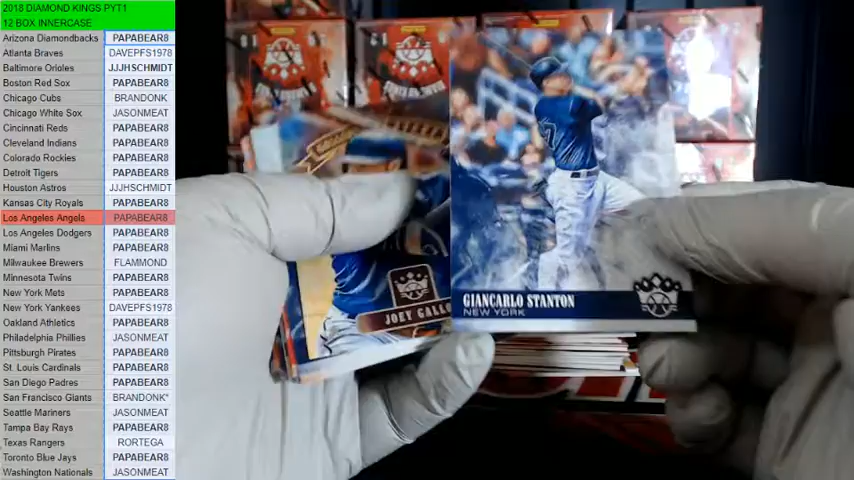 2018 DIAMOND KINGS PYT1
12 BOX INNERCASE
Arizona Diamondbacks PAPABEAR8
Atlanta Braves DAVEPFS1978
Baltimore Orioles JJJHSCHMIDT
Boston Red Sox PAPABEAR8
Chicago Cubs BRANDONK
Chicago White Sox JASONMEAT
Cincinnati Reds PAPABEAR8
Cleveland Indians PAPABEAR8
Colorado Rockies PAPABEAR8
Detroit Tigers PAPABEAR8
Houston Astros JJJHSCHMIDT
Kansas City Royals PAPABEAR8
Los Angeles Angels PAPABEAR8
Los Angeles Dodgers PAPABEAR8
Miami Marlins PAPABEAR8
Milwaukee Brewers FLAMMOND
Minnesota Twins PAPABEAR8
New York Mets PAPABEAR8
New York Yankees DAVEPFS1978
Oakland Athletics PAPABEAR8
Philadelphia Phillies JASONMEAT
Pittsburgh Pirates PAPABEAR8
St. Louis Cardinals PAPABEAR8
San Diego Padres PAPABEAR8
San Francisco Giants BRANDONK*
Seattle Mariners JASONMEAT
Tampa Bay Rays PAPABEAR8
Texas Rangers RORTEGA
Toronto Blue Jays PAPABEAR8
Washington Nationals JASONMEAT
GIANCARLO STANTON
NEW YORK
JOEY GALL